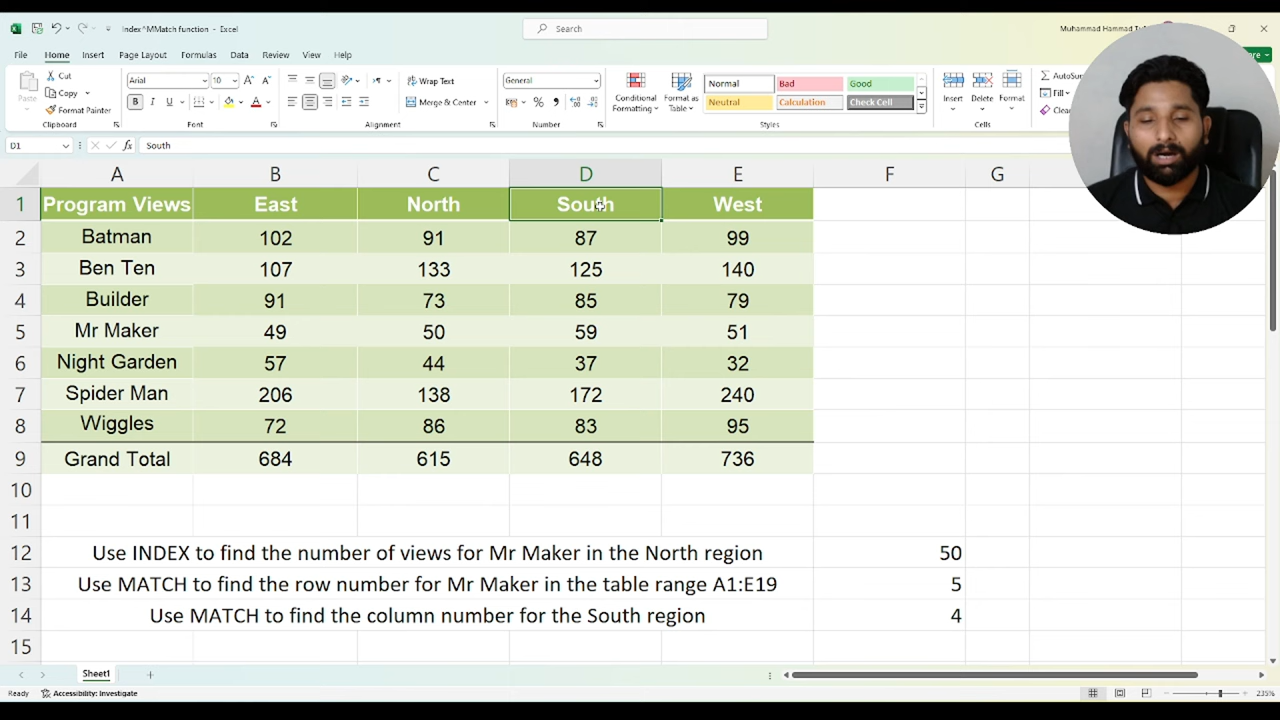 Index^MMatch function - Excel
Search
Muhammad Hammad
File Home Insert Page Layout Formulas Data Review View Help
Paste
Cut
Copy
Format Painter
Clipboard
Arial 10
B I U
Font
Wrap Text
Merge & Center
Alignment
General
Number
Conditional Formatting
Format as Table
Normal Bad Good
Neutral Calculation Check Cell
Styles
Insert Delete Format
Cells
AutoSum
Fill
D1 fx South
A B C D E F G
1 Program Views East North South West
2 Batman 102 91 87 99
3 Ben Ten 107 133 125 140
4 Builder 91 73 85 79
5 Mr Maker 49 50 59 51
6 Night Garden 57 44 37 32
7 Spider Man 206 138 172 240
8 Wiggles 72 86 83 95
9 Grand Total 684 615 648 736
10
11
12 Use INDEX to find the number of views for Mr Maker in the North region 50
13 Use MATCH to find the row number for Mr Maker in the table range A1:E19 5
14 Use MATCH to find the column number for the South region 4
15
Sheet1
Ready Accessibility: Investigate 235%